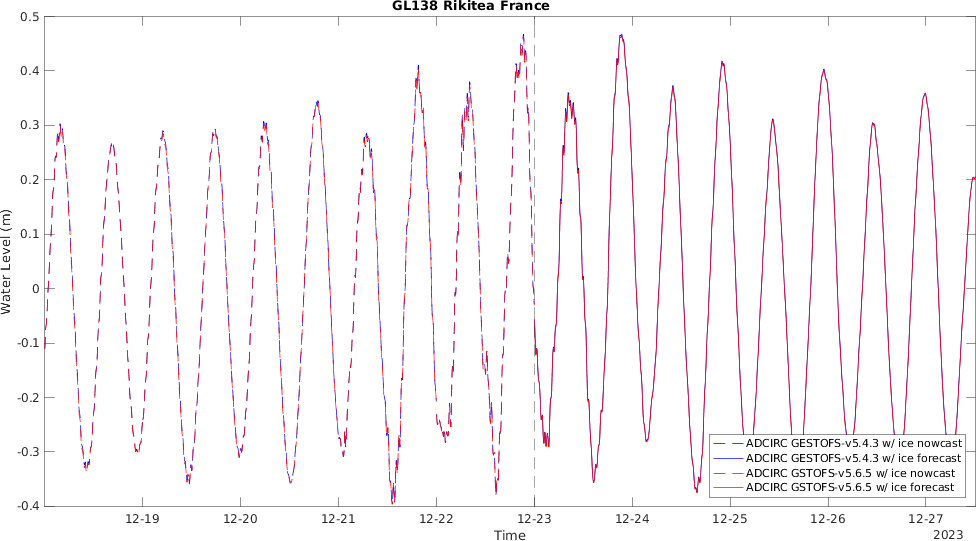 GL138 Rikitea France
0.5
0.4
0.3
0.2
0.1
0
-0.1
-0.2
-0.3
-0.4
Water Level (m)
ADCIRC GESTOFS-v5.4.3 w/ ice nowcast
ADCIRC GESTOFS-v5.4.3 w/ ice forecast
ADCIRC GSTOFS-v5.6.5 w/ ice nowcast
ADCIRC GSTOFS-v5.6.5 w/ ice forecast
12-19 12-20 12-21 12-22 12-23 12-24 12-25 12-26 12-27
Time
2023